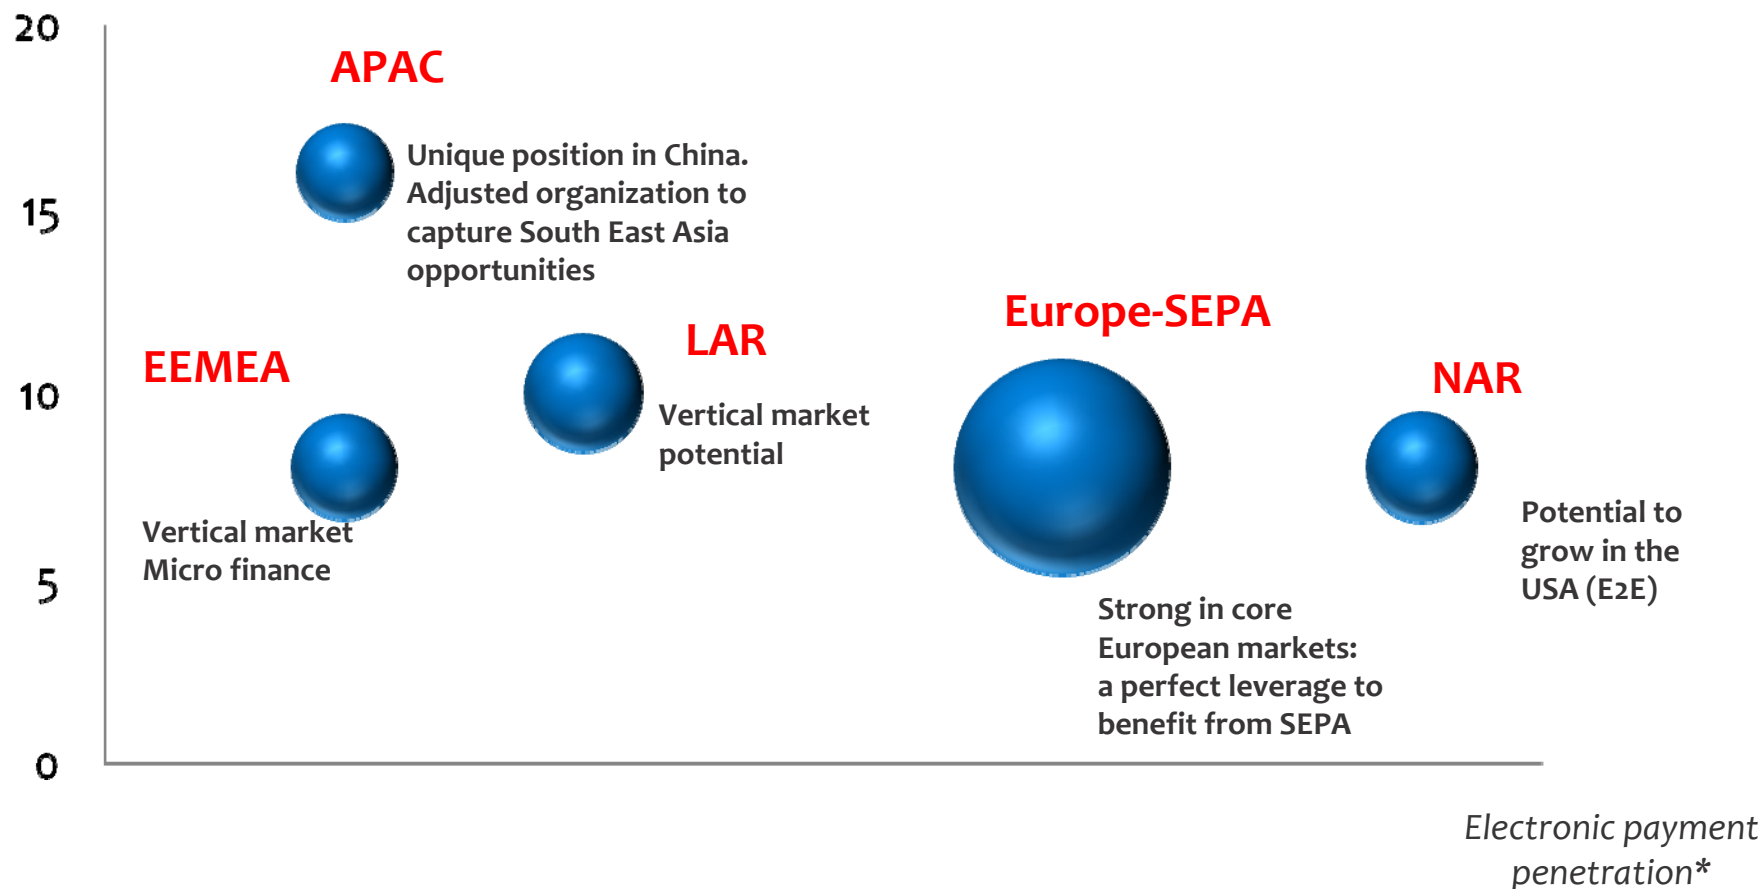 20
APAC
Unique position in China.
Adjusted organization to
capture South East Asia
opportunities
15
Europe-SEPA
LAR
EEMEA
NAR
10
Vertical market
potential
Vertical market
Micro finance
Potential to
grow in the
USA (E2E)
5
Strong in core
European markets:
a perfect leverage to
benefit from SEPA
0
Electronic payment
penetration*